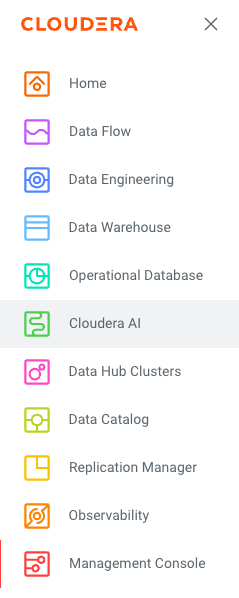 CLOUDERA
Home
Data Flow
Data Engineering
Data Warehouse
Operational Database
Cloudera AI
Data Hub Clusters
Data Catalog
Replication Manager
Observability
Management Console